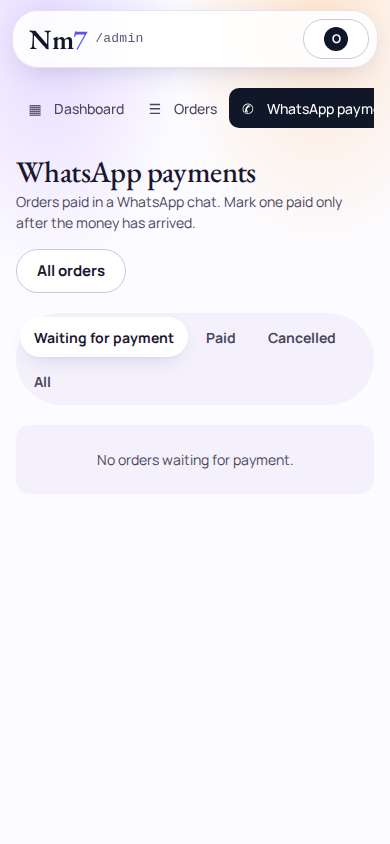 Nm7 /admin
O
Dashboard Orders WhatsApp paym
WhatsApp payments
Orders paid in a WhatsApp chat. Mark one paid only
after the money has arrived.
All orders
Waiting for payment Paid Cancelled
All
No orders waiting for payment.